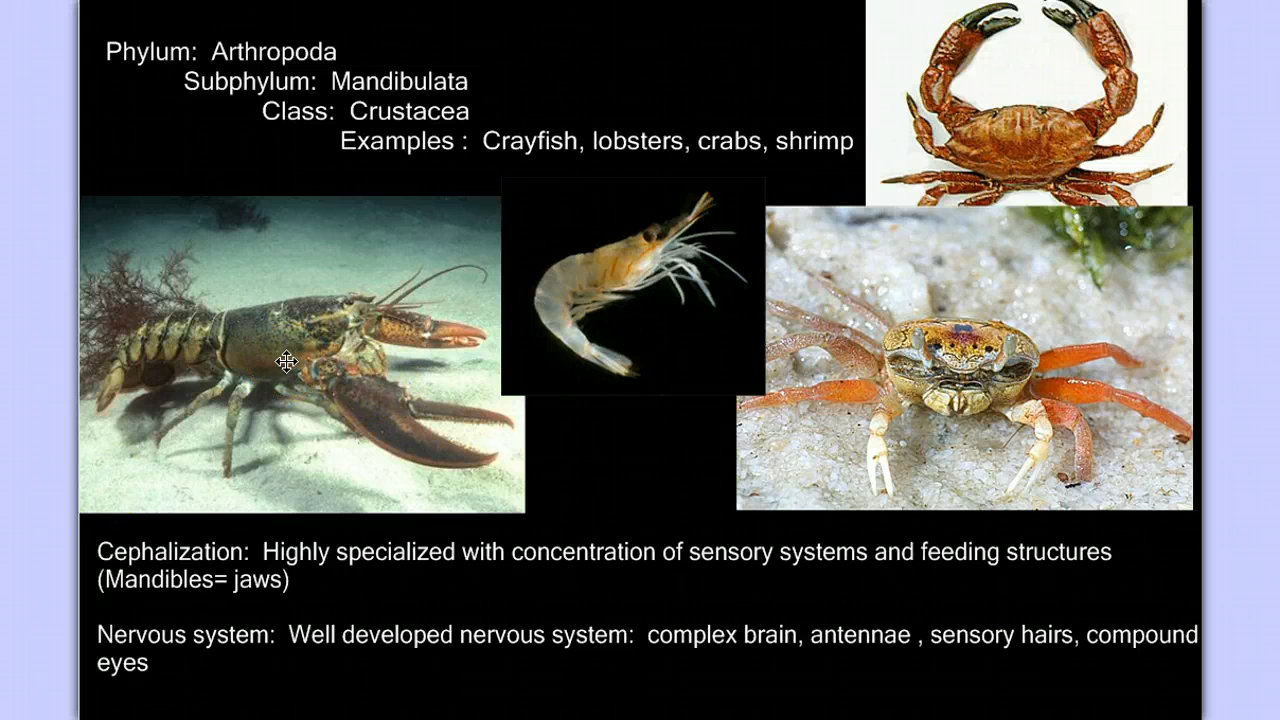 Phylum: Arthropoda
Subphylum: Mandibulata
Class: Crustacea
Examples : Crayfish, lobsters, crabs, shrimp
Cephalization: Highly specialized with concentration of sensory systems and feeding structures
(Mandibles= jaws)
Nervous system: Well developed nervous system: complex brain, antennae , sensory hairs, compound
eyes